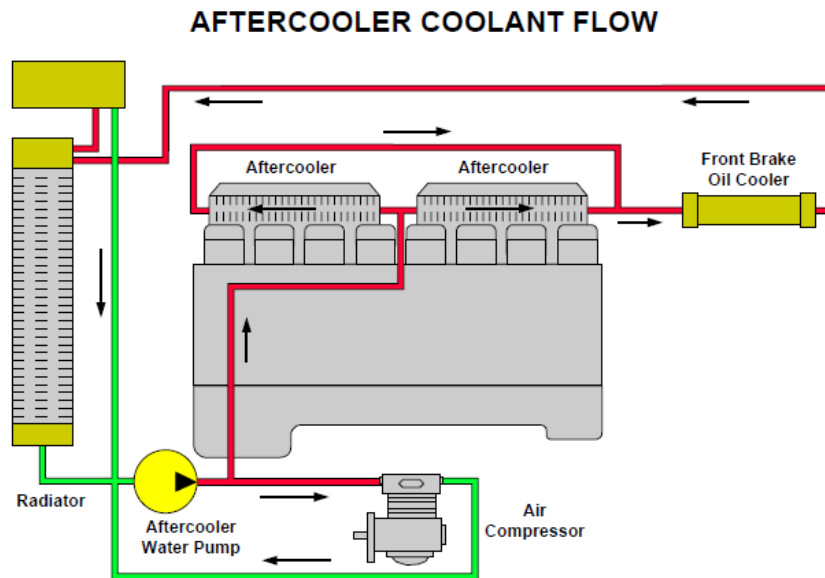 AFTERCOOLER COOLANT FLOW
Aftercooler
Aftercooler
Front Brake
Oil Cooler
Radiator
Aftercooler
Water Pump
Air
Compressor